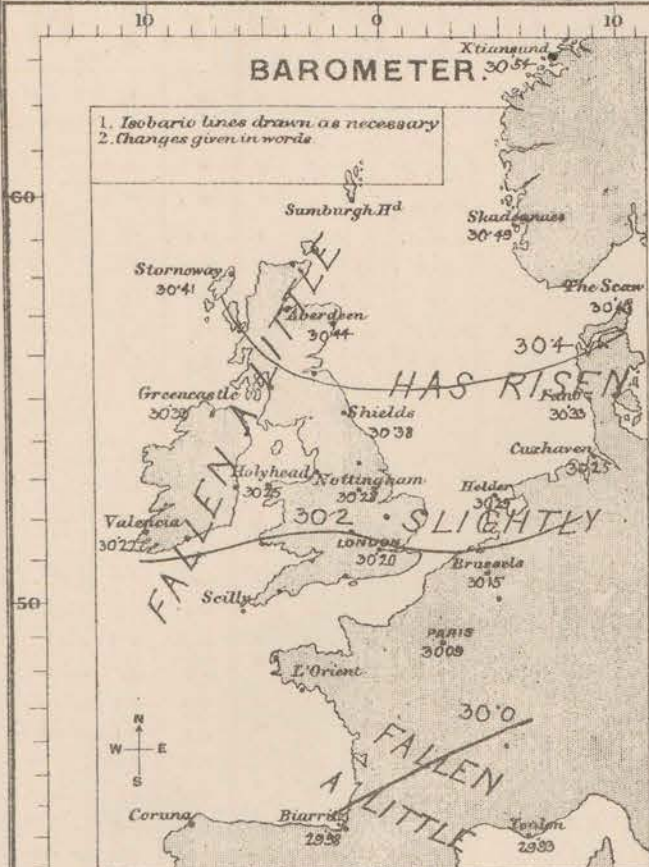 10 0 10
BAROMETER.
Xtiansund
30·54
1. Isobaric lines drawn as necessary
2. Changes given in words.
60
Sumburgh Hd
Skadesnaes
30·49
Stornoway
30·41
The Scaw
Aberdeen
30·44
30·4
HAS RISEN
Greencastle
Fano
30·33
Shields
30·38
Cuxhaven
30·25
Holyhead
30·25
Nottingham
Helder
Valencia
30·2
SLIGHTLY
LONDON
30·20
Brussels
30·15
FALLEN A LITTLE
50
Scilly
PARIS
30·09
L'Orient
30·0
N
W E
S
FALLEN
A LITTLE
Coruna
Biarritz
29·98
Toulon
29·93